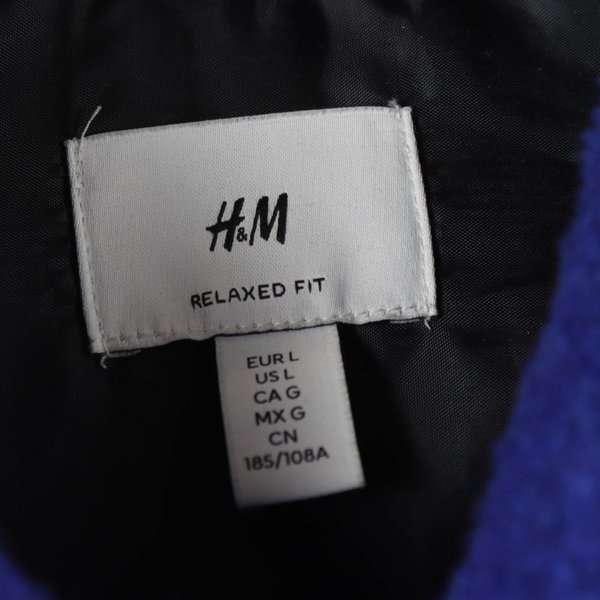 H&M
RELAXED FIT
EUR L
US L
CA G
MX G
CN
185/108A